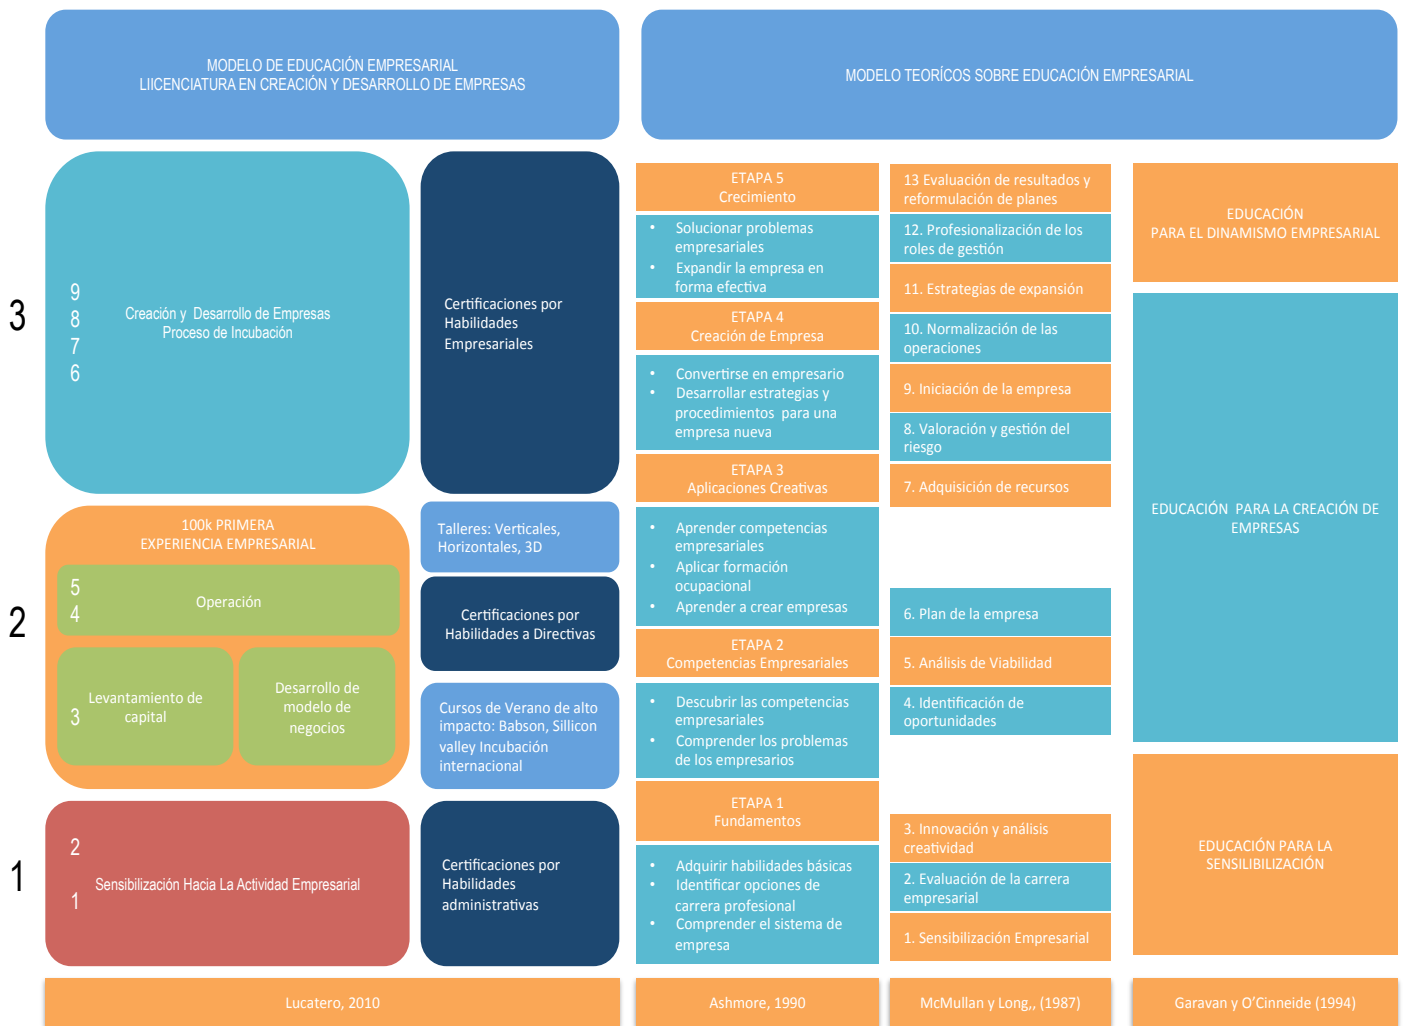 MODELO DE EDUCACIÓN EMPRESARIAL
LIICENCIATURA EN CREACIÓN Y DESARROLLO DE EMPRESAS
MODELO TEORÍCOS SOBRE EDUCACIÓN EMPRESARIAL
3
9
8
7
6
Creación y Desarrollo de Empresas
Proceso de Incubación
Certificaciones por
Habilidades
Empresariales
2
100k PRIMERA
EXPERIENCIA EMPRESARIAL
5
4
Operación
3
Levantamiento de
capital
Desarrollo de
modelo de
negocios
Talleres: Verticales,
Horizontales, 3D
Certificaciones por
Habilidades a Directivas
Cursos de Verano de alto
impacto: Babson, Sillicon
valley Incubación
internacional
1
2
1
Sensibilización Hacia La Actividad Empresarial
Certificaciones por
Habilidades
administrativas
Lucatero, 2010
ETAPA 5
Crecimiento
• Solucionar problemas
empresariales
• Expandir la empresa en
forma efectiva
ETAPA 4
Creación de Empresa
• Convertirse en empresario
• Desarrollar estrategias y
procedimientos para una
empresa nueva
ETAPA 3
Aplicaciones Creativas
• Aprender competencias
empresariales
• Aplicar formación
ocupacional
• Aprender a crear empresas
ETAPA 2
Competencias Empresariales
• Descubrir las competencias
empresariales
• Comprender los problemas
de los empresarios
ETAPA 1
Fundamentos
• Adquirir habilidades básicas
• Identificar opciones de
carrera profesional
• Comprender el sistema de
empresa
Ashmore, 1990
13 Evaluación de resultados y
reformulación de planes
12. Profesionalización de los
roles de gestión
11. Estrategias de expansión
10. Normalización de las
operaciones
9. Iniciación de la empresa
8. Valoración y gestión del
riesgo
7. Adquisición de recursos
6. Plan de la empresa
5. Análisis de Viabilidad
4. Identificación de
oportunidades
3. Innovación y análisis
creatividad
2. Evaluación de la carrera
empresarial
1. Sensibilización Empresarial
McMullan y Long,, (1987)
EDUCACIÓN
PARA EL DINAMISMO EMPRESARIAL
EDUCACIÓN PARA LA CREACIÓN DE
EMPRESAS
EDUCACIÓN PARA LA
SENSILIBILIZACIÓN
Garavan y O'Cinneide (1994)